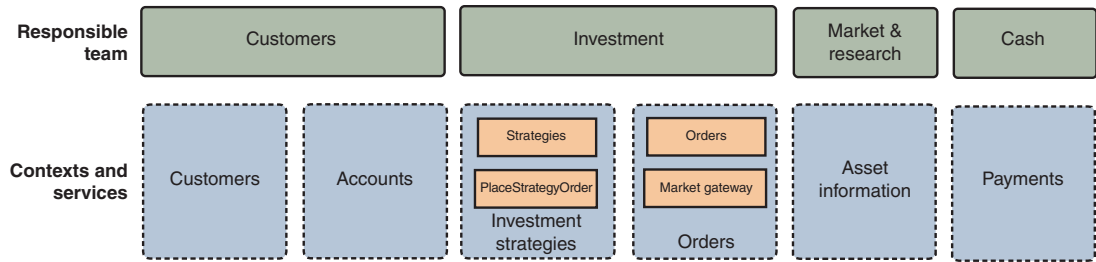 Responsible
team
Customers
Investment
Market &
research
Cash
Contexts and
services
Customers
Accounts
Strategies
PlaceStrategyOrder
Investment
strategies
Orders
Market gateway
Orders
Asset
information
Payments